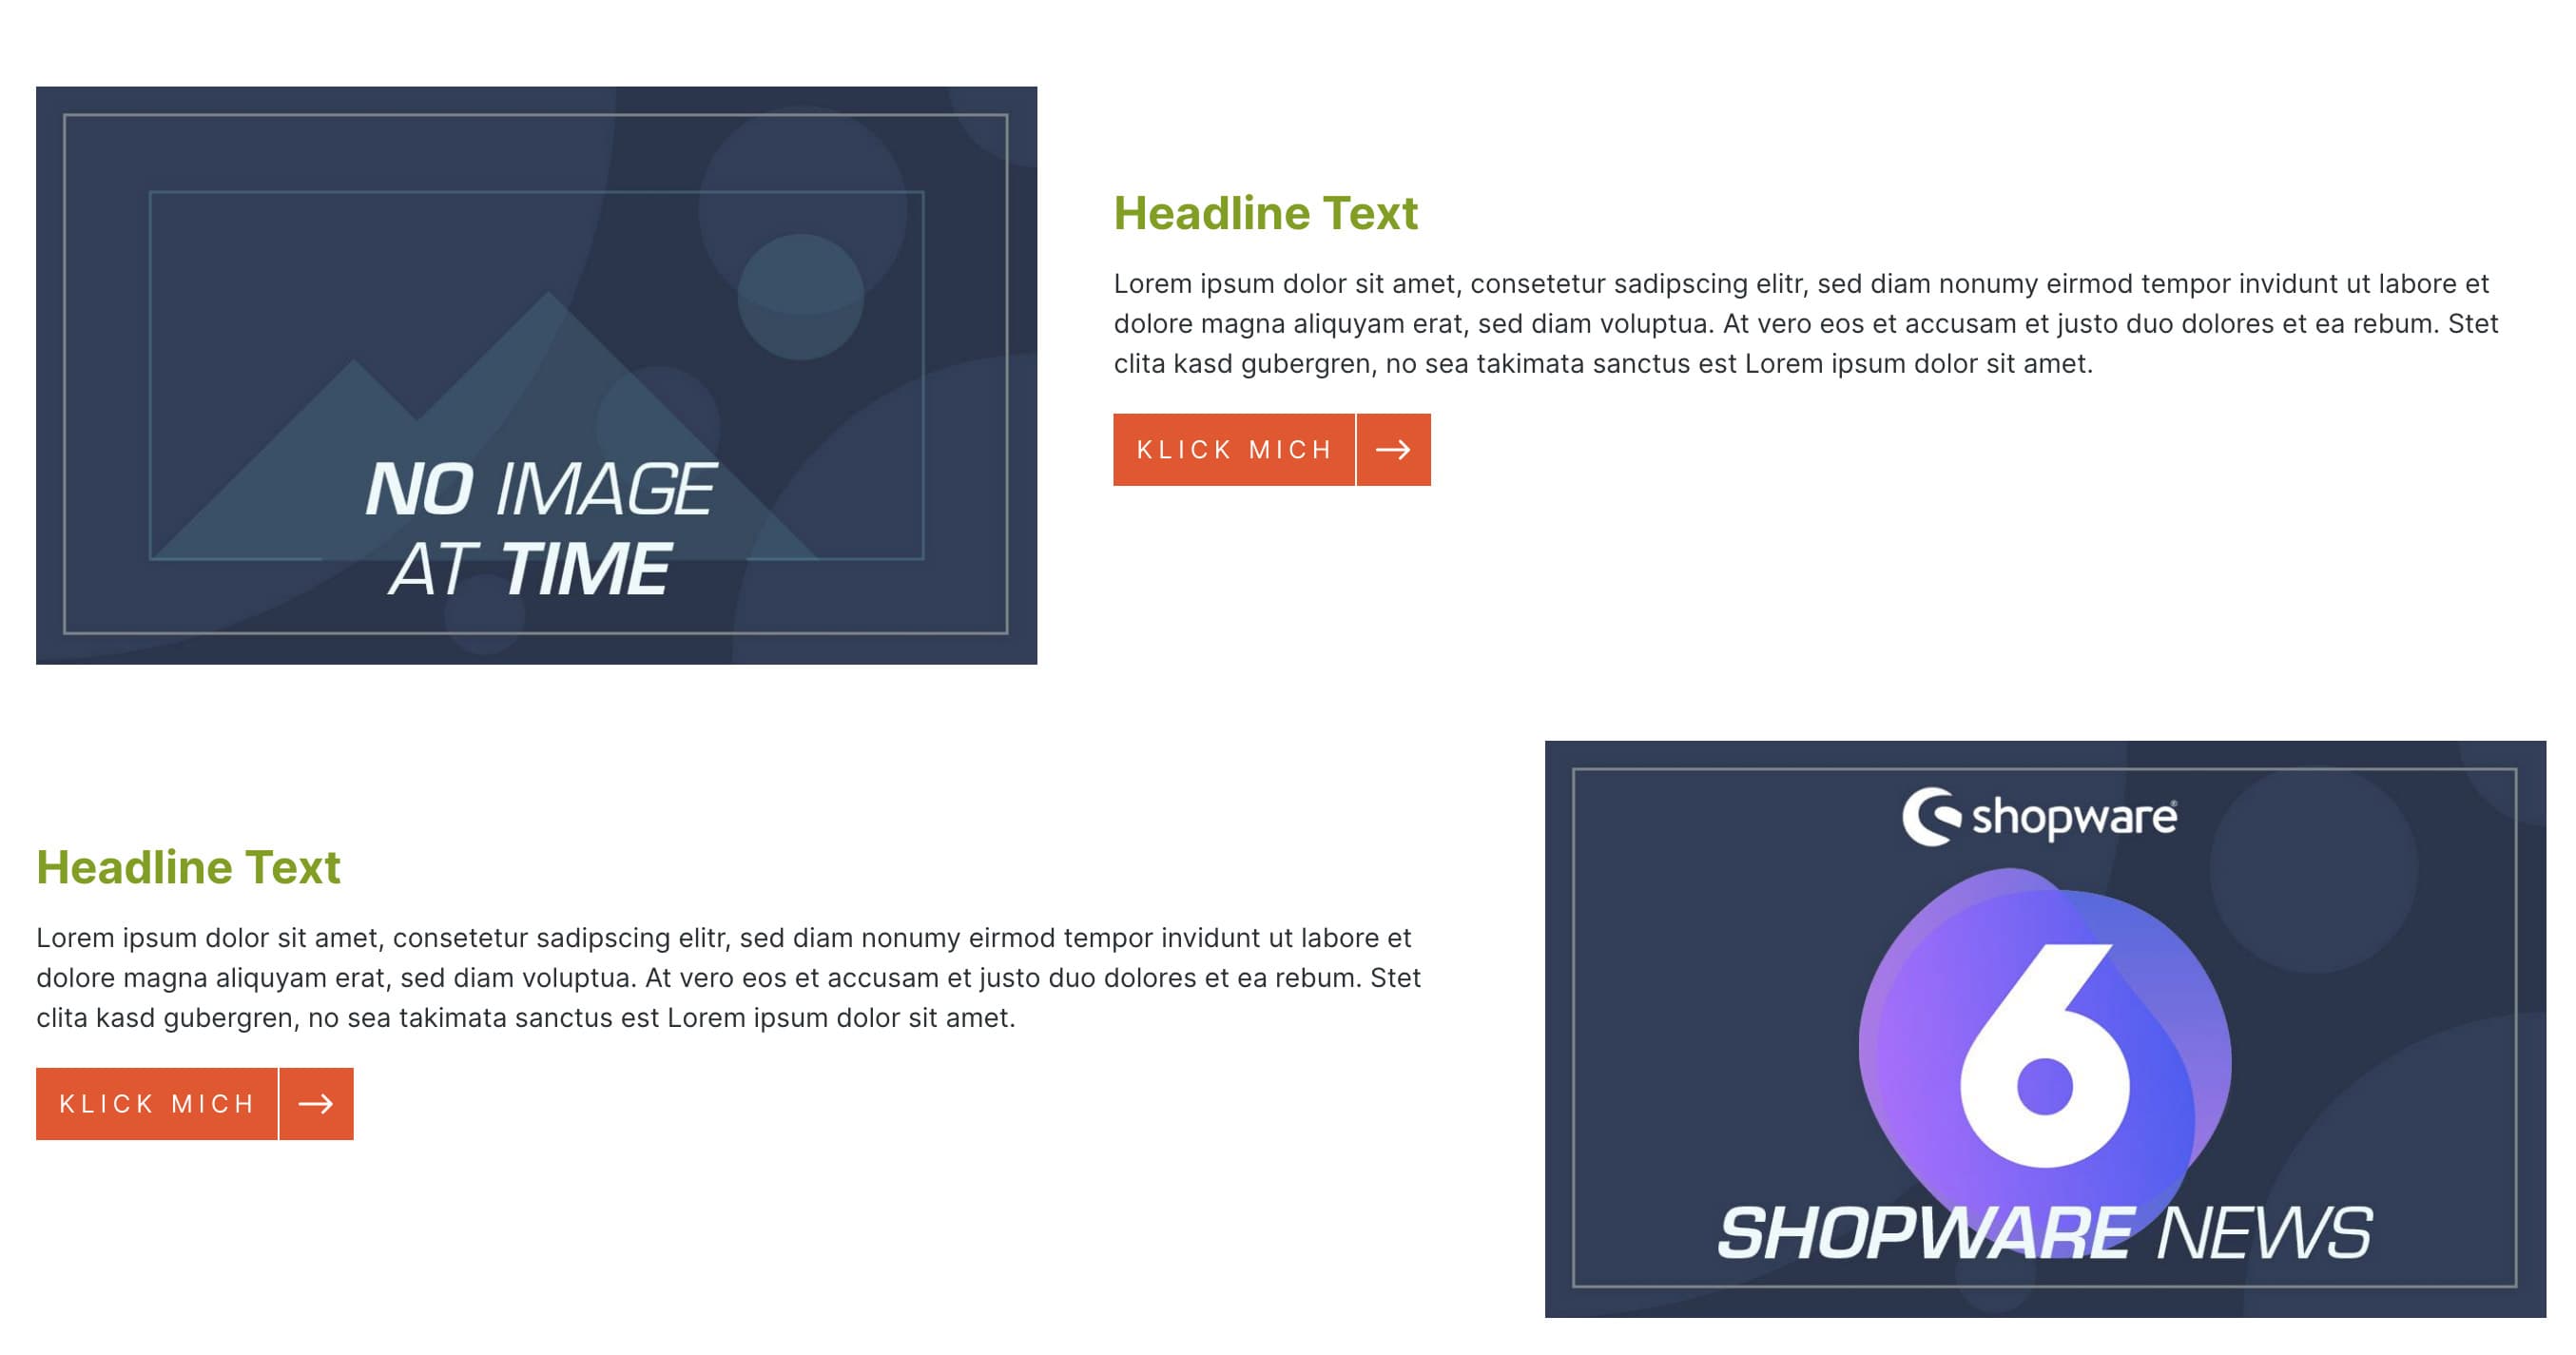 NO IMAGE
AT TIME
Headline Text
Lorem ipsum dolor sit amet, consetetur sadipscing elitr, sed diam nonumy eirmod tempor invidunt ut labore et
dolore magna aliquyam erat, sed diam voluptua. At vero eos et accusam et justo duo dolores et ea rebum. Stet
clita kasd gubergren, no sea takimata sanctus est Lorem ipsum dolor sit amet.
KLICK MICH
Headline Text
Lorem ipsum dolor sit amet, consetetur sadipscing elitr, sed diam nonumy eirmod tempor invidunt ut labore et
dolore magna aliquyam erat, sed diam voluptua. At vero eos et accusam et justo duo dolores et ea rebum. Stet
clita kasd gubergren, no sea takimata sanctus est Lorem ipsum dolor sit amet.
KLICK MICH
shopware
6
SHOPWARE NEWS